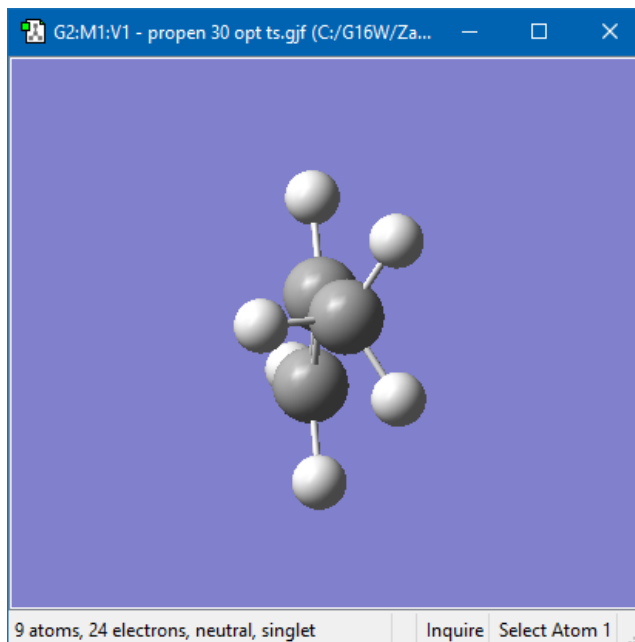 G2:M1:V1 - propen 30 opt ts.gjf (C:/G16W/Za...
9 atoms, 24 electrons, neutral, singlet Inquire Select Atom 1